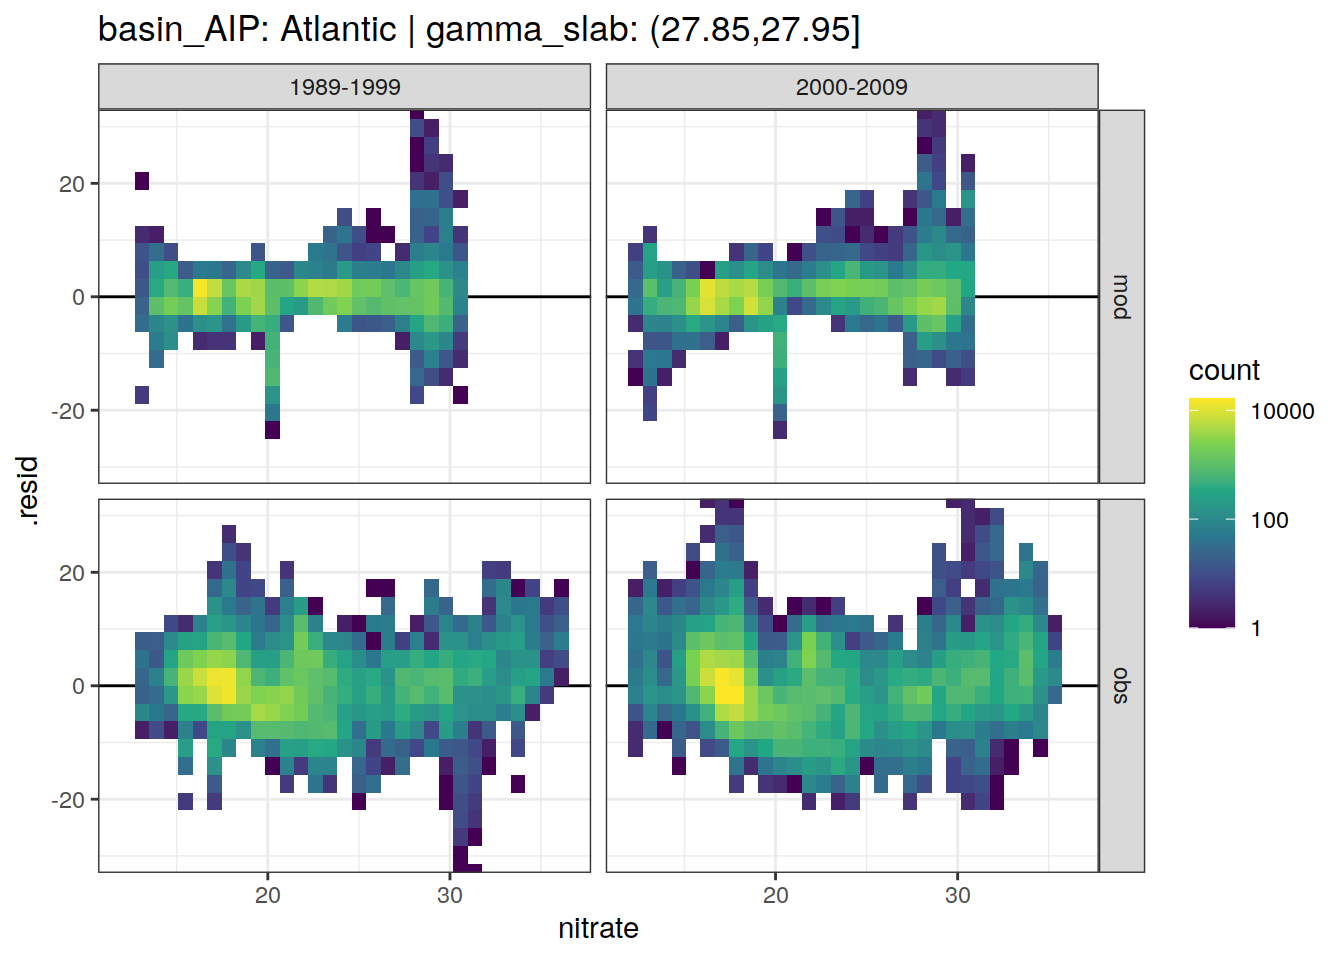 basin_AIP: Atlantic | gamma_slab: (27.85,27.95]
1989-1999
2000-2009
20
0
-20
mod
20
0
-20
obs
20
30
20
30
nitrate
.resid
count
10000
100
1